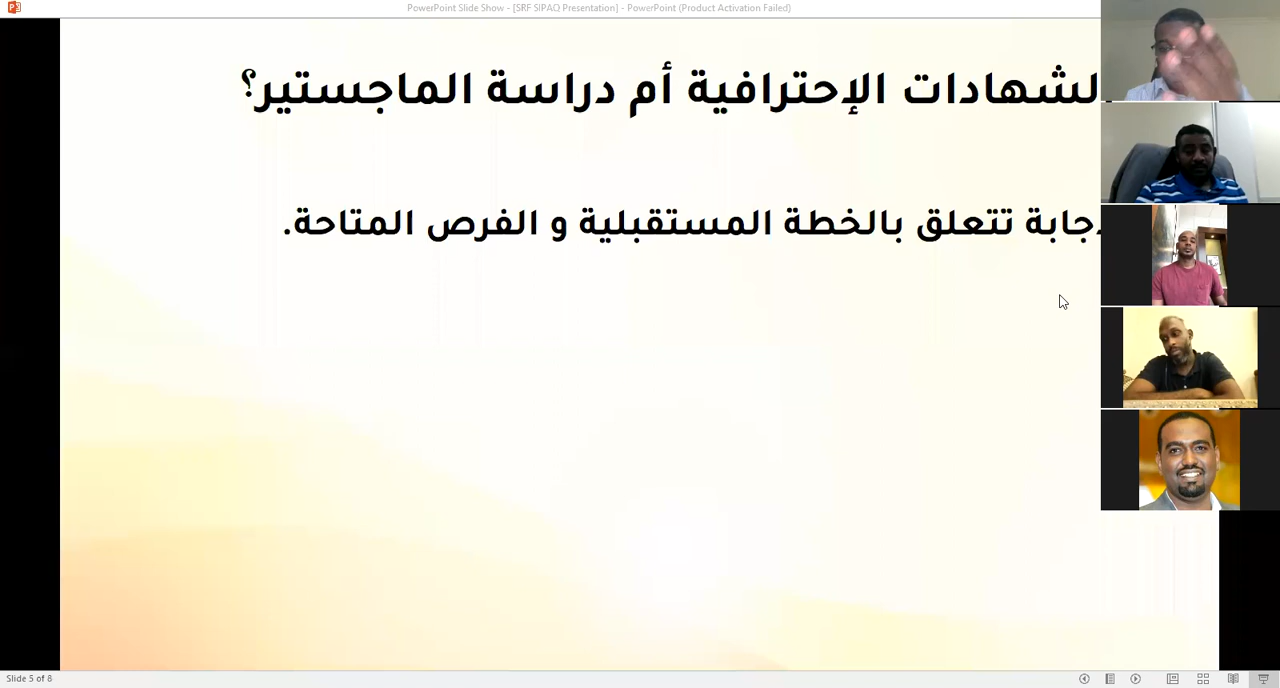 PowerPoint Slide Show - [SRF SIPAQ Presentation] - PowerPoint (Product Activation Failed)
لشهادات الإحترافية أم دراسة الماجستير؟
جابة تتعلق بالخطة المستقبلية و الفرص المتاحة.
Slide 5 of 8